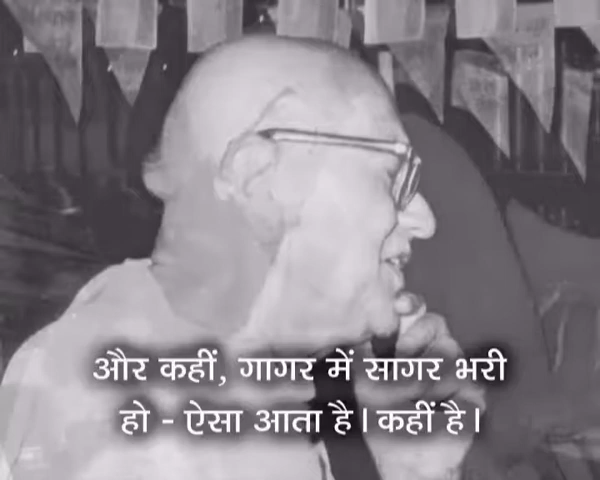 और कहीं, गागर में सागर भरी
हो - ऐसा आता है। कहीं है।